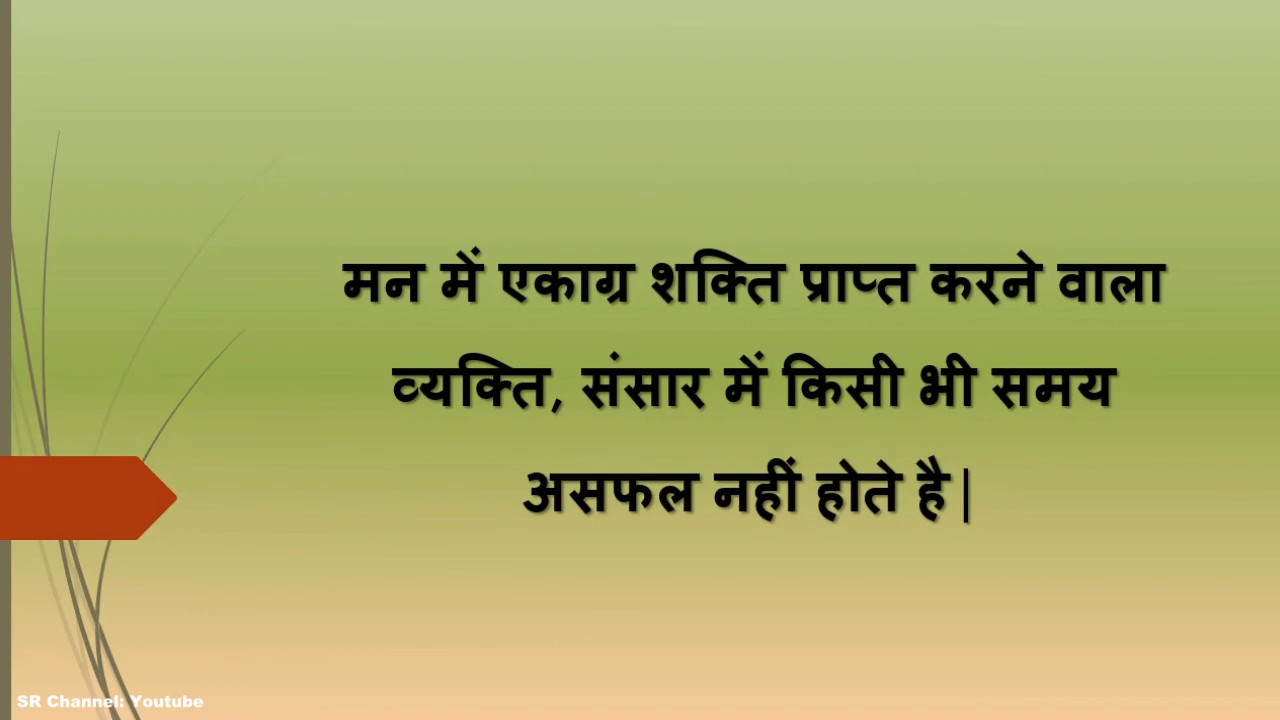 मन में एकाग्र शक्ति प्राप्त करने वाला
व्यक्ति, संसार में किसी भी समय
असफल नहीं होते है|
SR Channel: Youtube